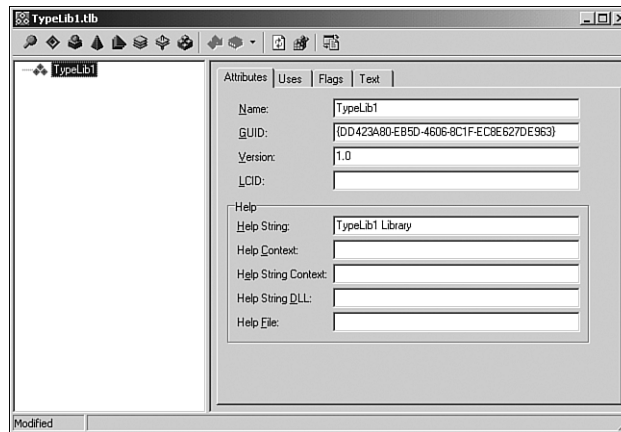 TypeLib1.tlb
TypeLib1
Attributes Uses Flags Text
Name: TypeLib1
GUID: {DD423A80-EB5D-4606-8C1F-EC8E627DE963}
Version: 1.0
LCID:
Help
Help String: TypeLib1 Library
Help Context:
Help String Context:
Help String DLL:
Help File:
Modified